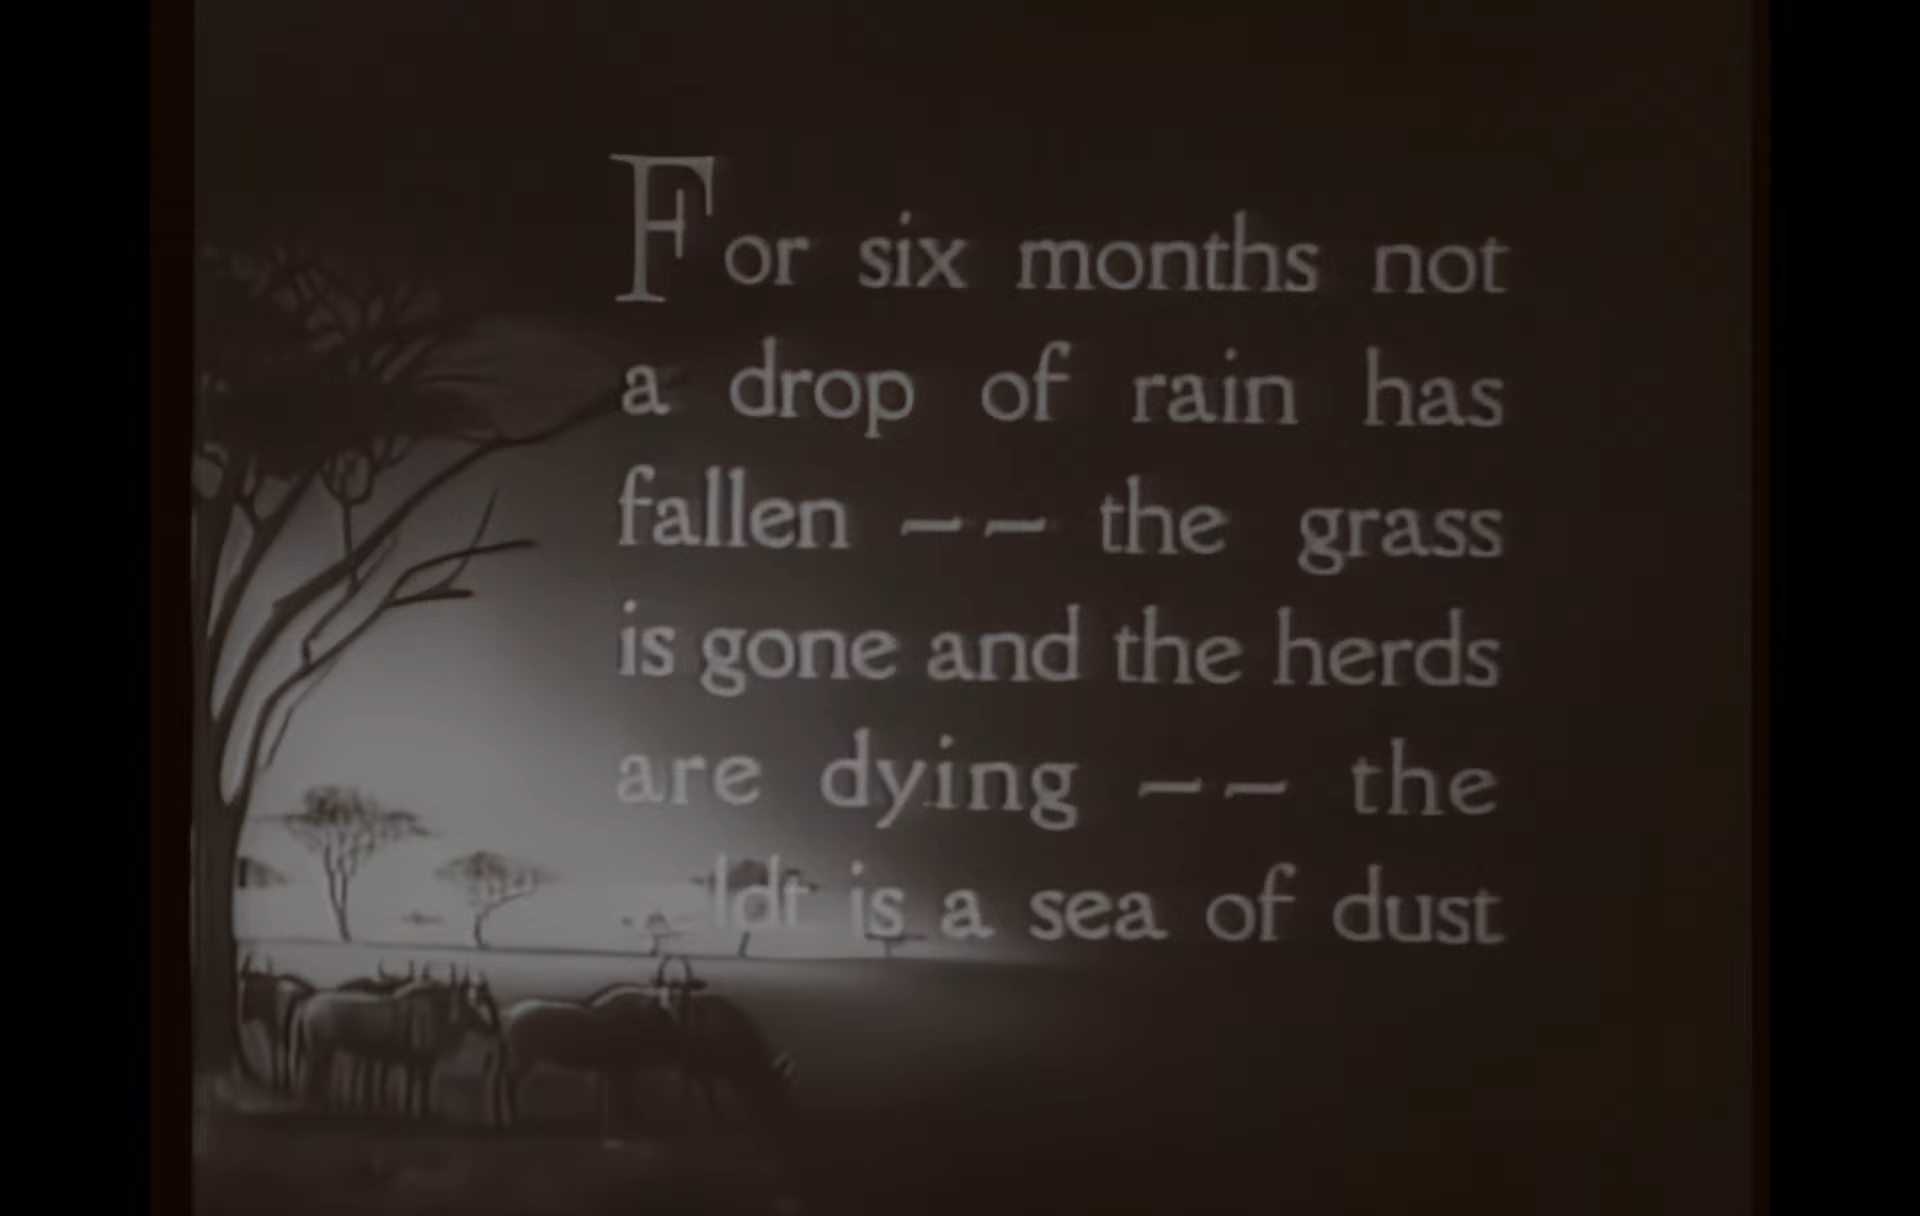 For six months not
a drop of rain has
fallen -- the grass
is gone and the herds
are dying -- the
is a sea of dust